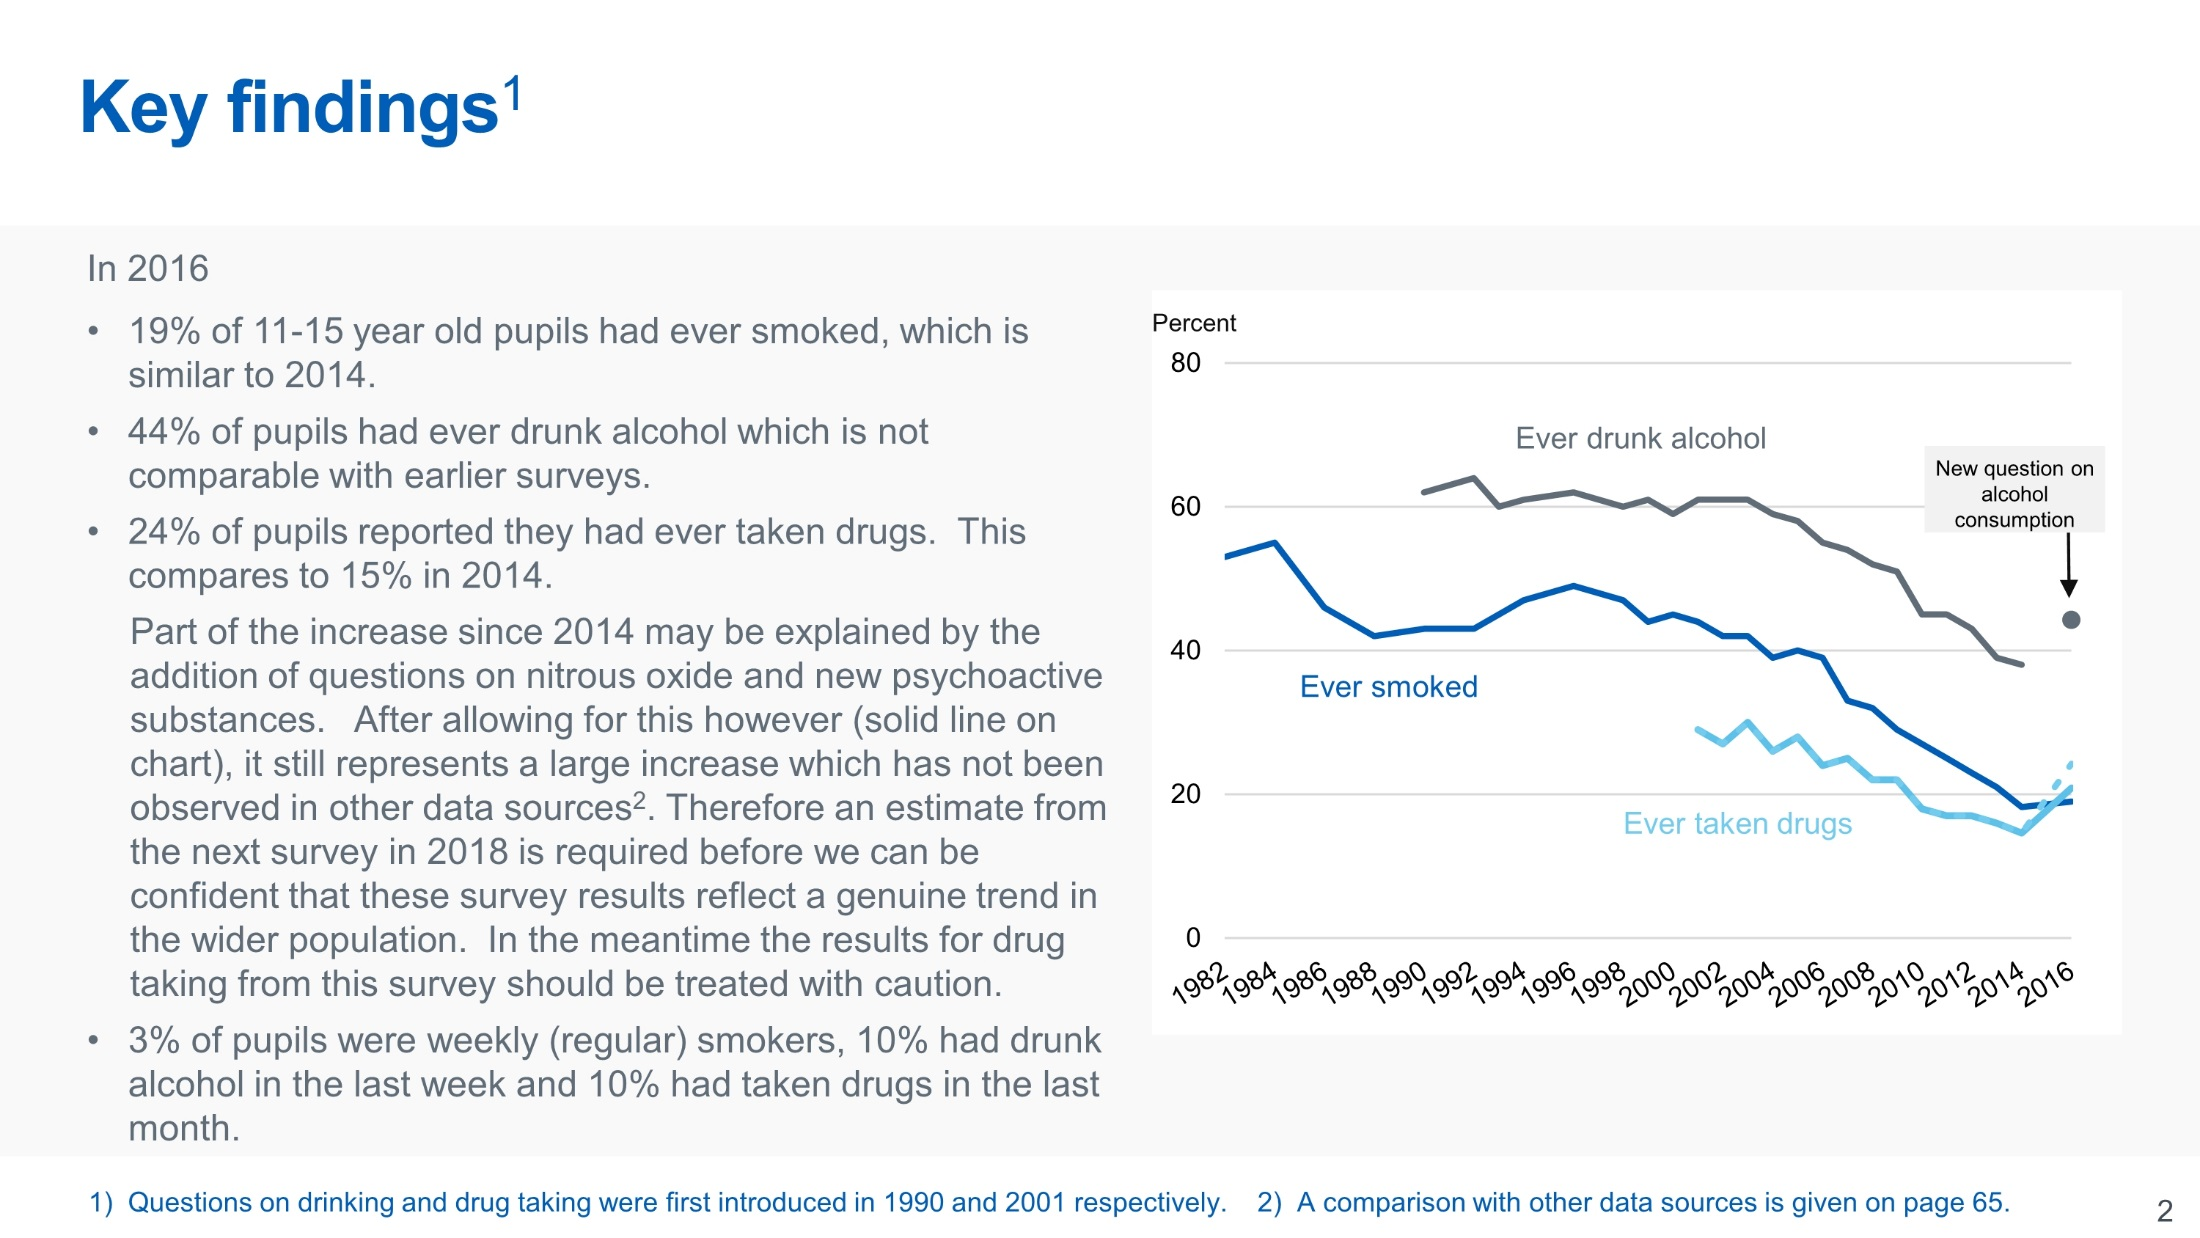 Key findings1
In 2016
• 19% of 11-15 year old pupils had ever smoked, which is
similar to 2014.
• 44% of pupils had ever drunk alcohol which is not
comparable with earlier surveys.
• 24% of pupils reported they had ever taken drugs.  This
compares to 15% in 2014.
Part of the increase since 2014 may be explained by the
addition of questions on nitrous oxide and new psychoactive
substances.   After allowing for this however (solid line on
chart), it still represents a large increase which has not been
observed in other data sources2. Therefore an estimate from
the next survey in 2018 is required before we can be
confident that these survey results reflect a genuine trend in
the wider population.  In the meantime the results for drug
taking from this survey should be treated with caution.
• 3% of pupils were weekly (regular) smokers, 10% had drunk
alcohol in the last week and 10% had taken drugs in the last
month.
Percent
80
60
40
20
0
Ever drunk alcohol
New question on
alcohol
consumption
Ever smoked
Ever taken drugs
1982 1984 1986 1988 1990 1992 1994 1996 1998 2000 2002 2004 2006 2008 2010 2012 2014 2016
1)  Questions on drinking and drug taking were first introduced in 1990 and 2001 respectively.    2)  A comparison with other data sources is given on page 65.
2